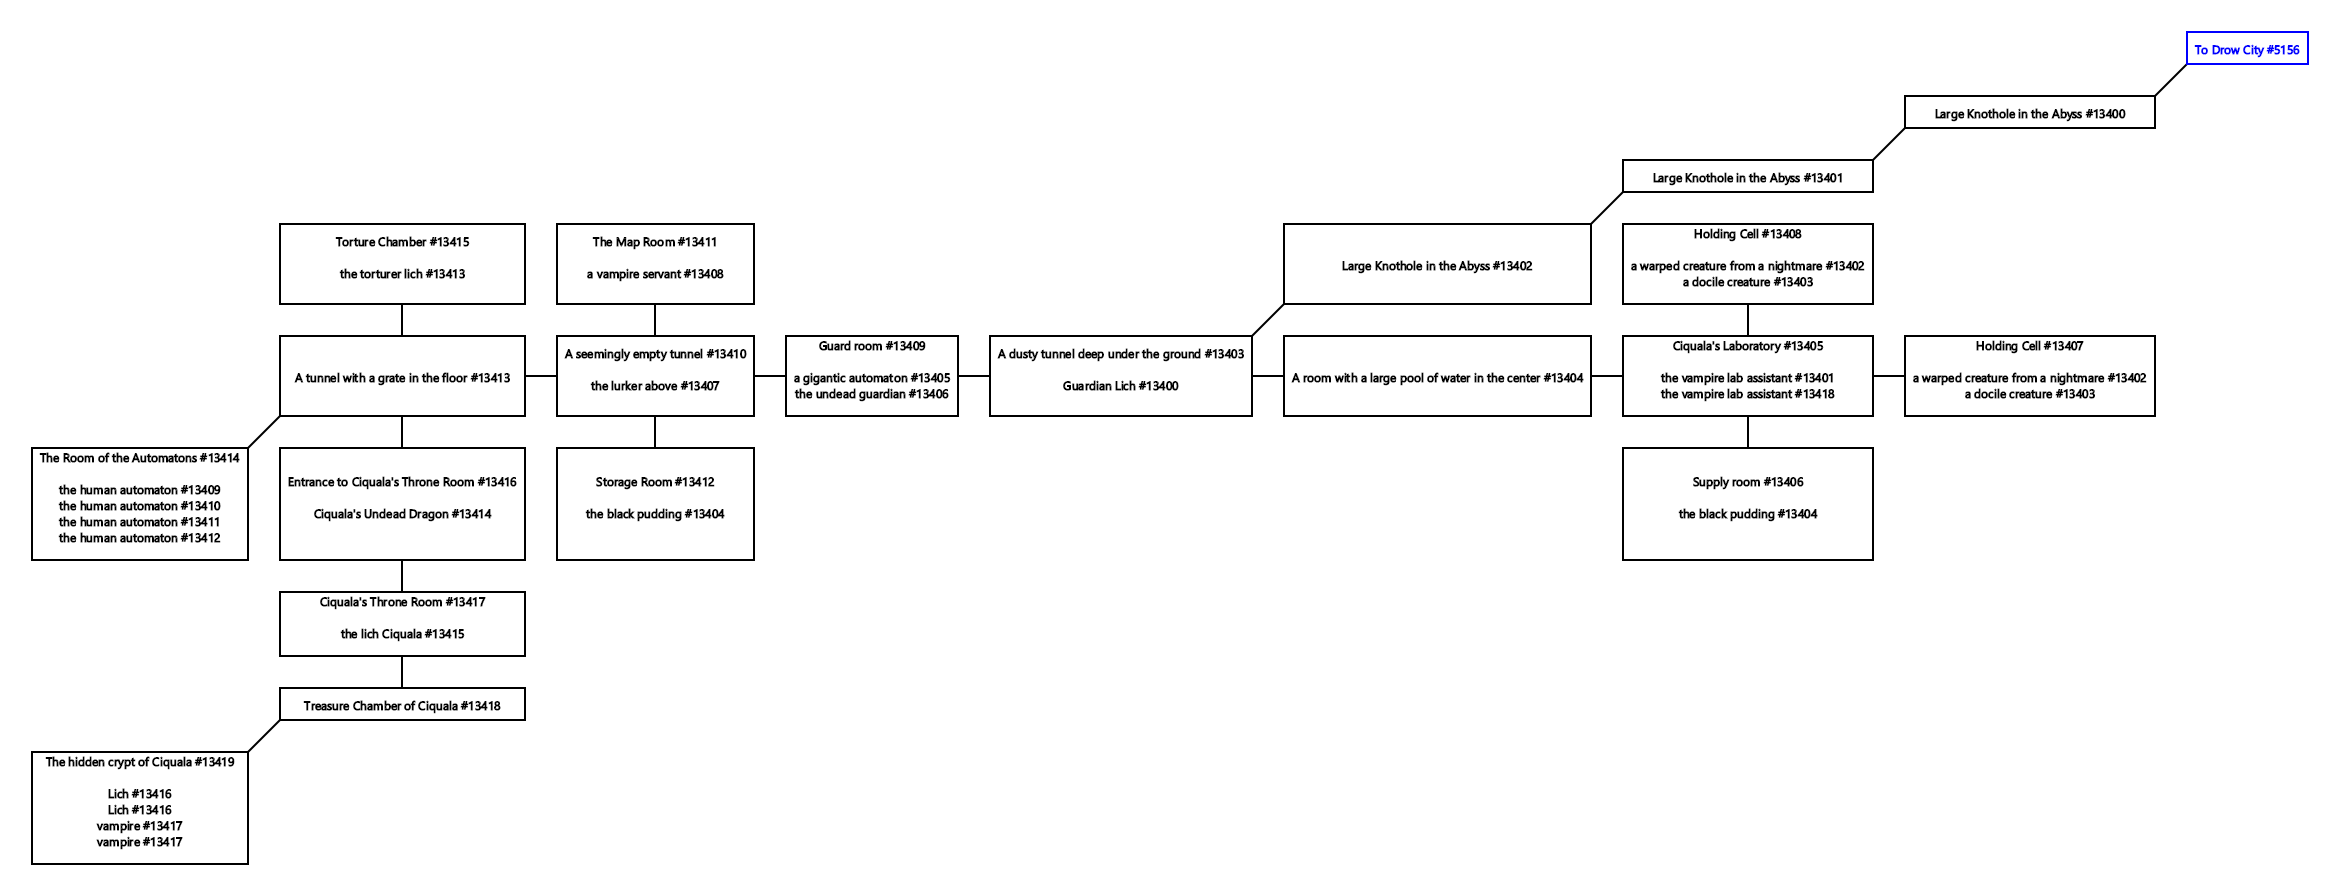 To Drow City #5156
Large Knothole in the Abyss #13400
Large Knothole in the Abyss #13401
Torture Chamber #13415
the torturer lich #13413
The Map Room #13411
a vampire servant #13408
Large Knothole in the Abyss #13402
Holding Cell #13408
a warped creature from a nightmare #13402
a docile creature #13403
A tunnel with a grate in the floor #13413
A seemingly empty tunnel #13410
the lurker above #13407
Guard room #13409
a gigantic automaton #13405
the undead guardian #13406
A dusty tunnel deep under the ground #13403
Guardian Lich #13400
A room with a large pool of water in the center #13404
Ciquala's Laboratory #13405
the vampire lab assistant #13401
the vampire lab assistant #13418
Holding Cell #13407
a warped creature from a nightmare #13402
a docile creature #13403
The Room of the Automatons #13414
the human automaton #13409
the human automaton #13410
the human automaton #13411
the human automaton #13412
Entrance to Ciquala's Throne Room #13416
Ciquala's Undead Dragon #13414
Storage Room #13412
the black pudding #13404
Supply room #13406
the black pudding #13404
Ciquala's Throne Room #13417
the lich Ciquala #13415
Treasure Chamber of Ciquala #13418
The hidden crypt of Ciquala #13419
Lich #13416
Lich #13416
vampire #13417
vampire #13417